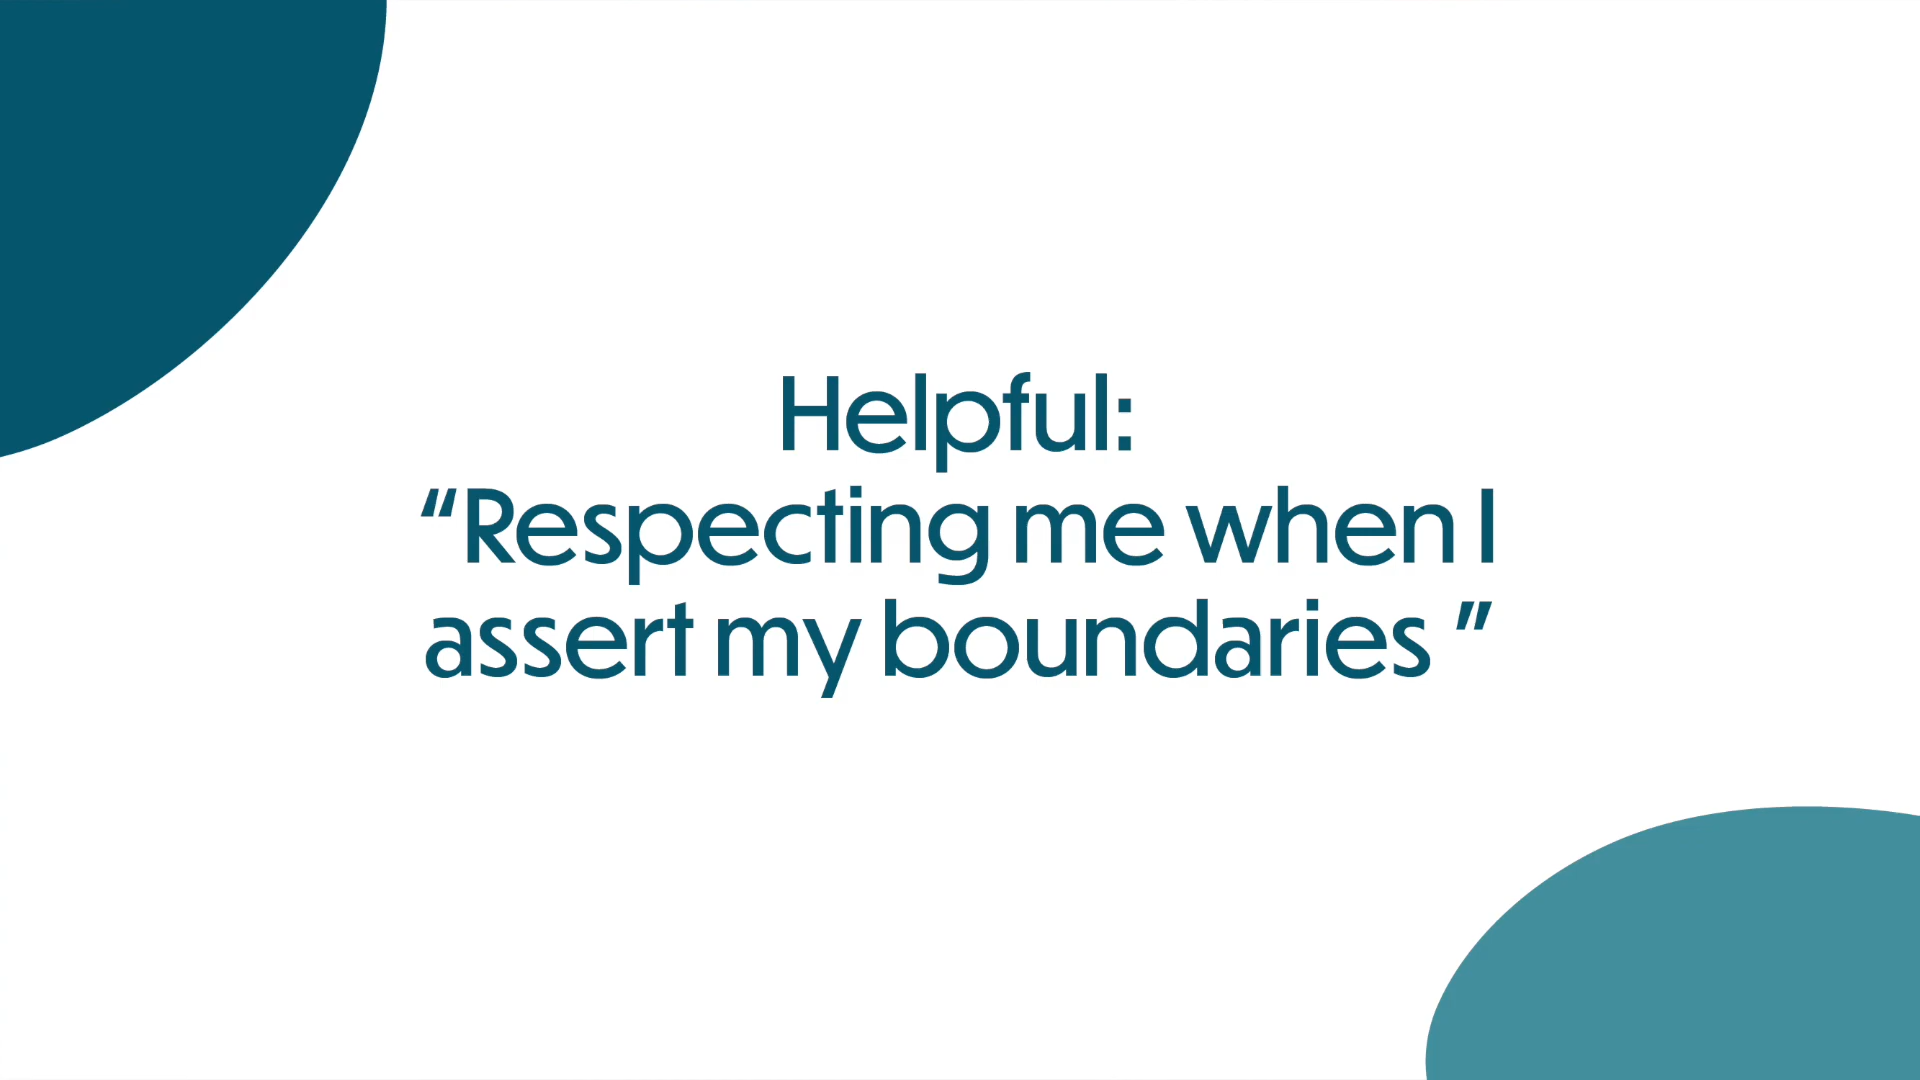 Helpful:
“Respecting me when I
assert my boundaries ”